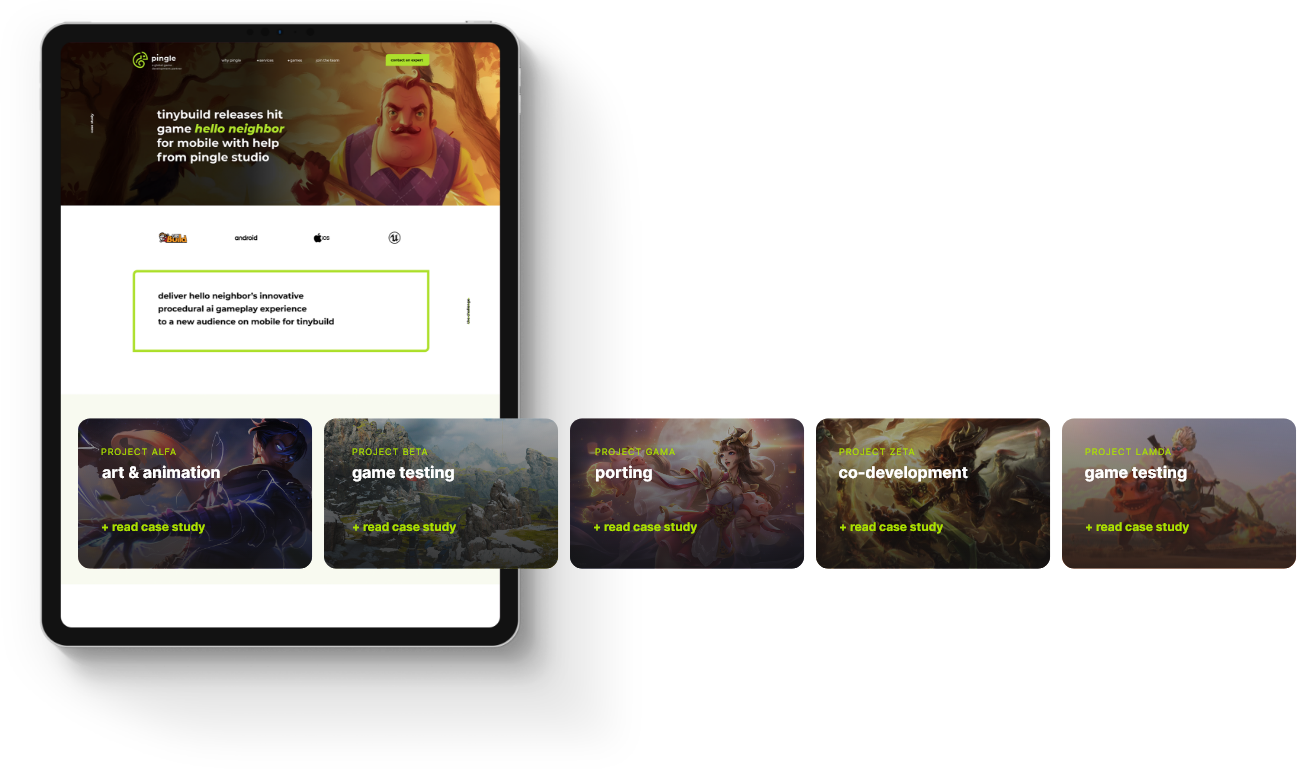 pingle
why pingle
services
games
join the team
contact an expert
case study
tinybuild releases hit
game hello neighbor
for mobile with help
from pingle studio
Build
android
iOS
deliver hello neighbor's innovative
procedural ai gameplay experience
to a new audience on mobile for tinybuild
the challenge
PROJECT ALFA
art & animation
+ read case study
PROJECT BETA
game testing
+ read case study
PROJECT GAMA
porting
+ read case study
PROJECT ZETA
co-development
+ read case study
PROJECT LAMDA
game testing
+ read case study